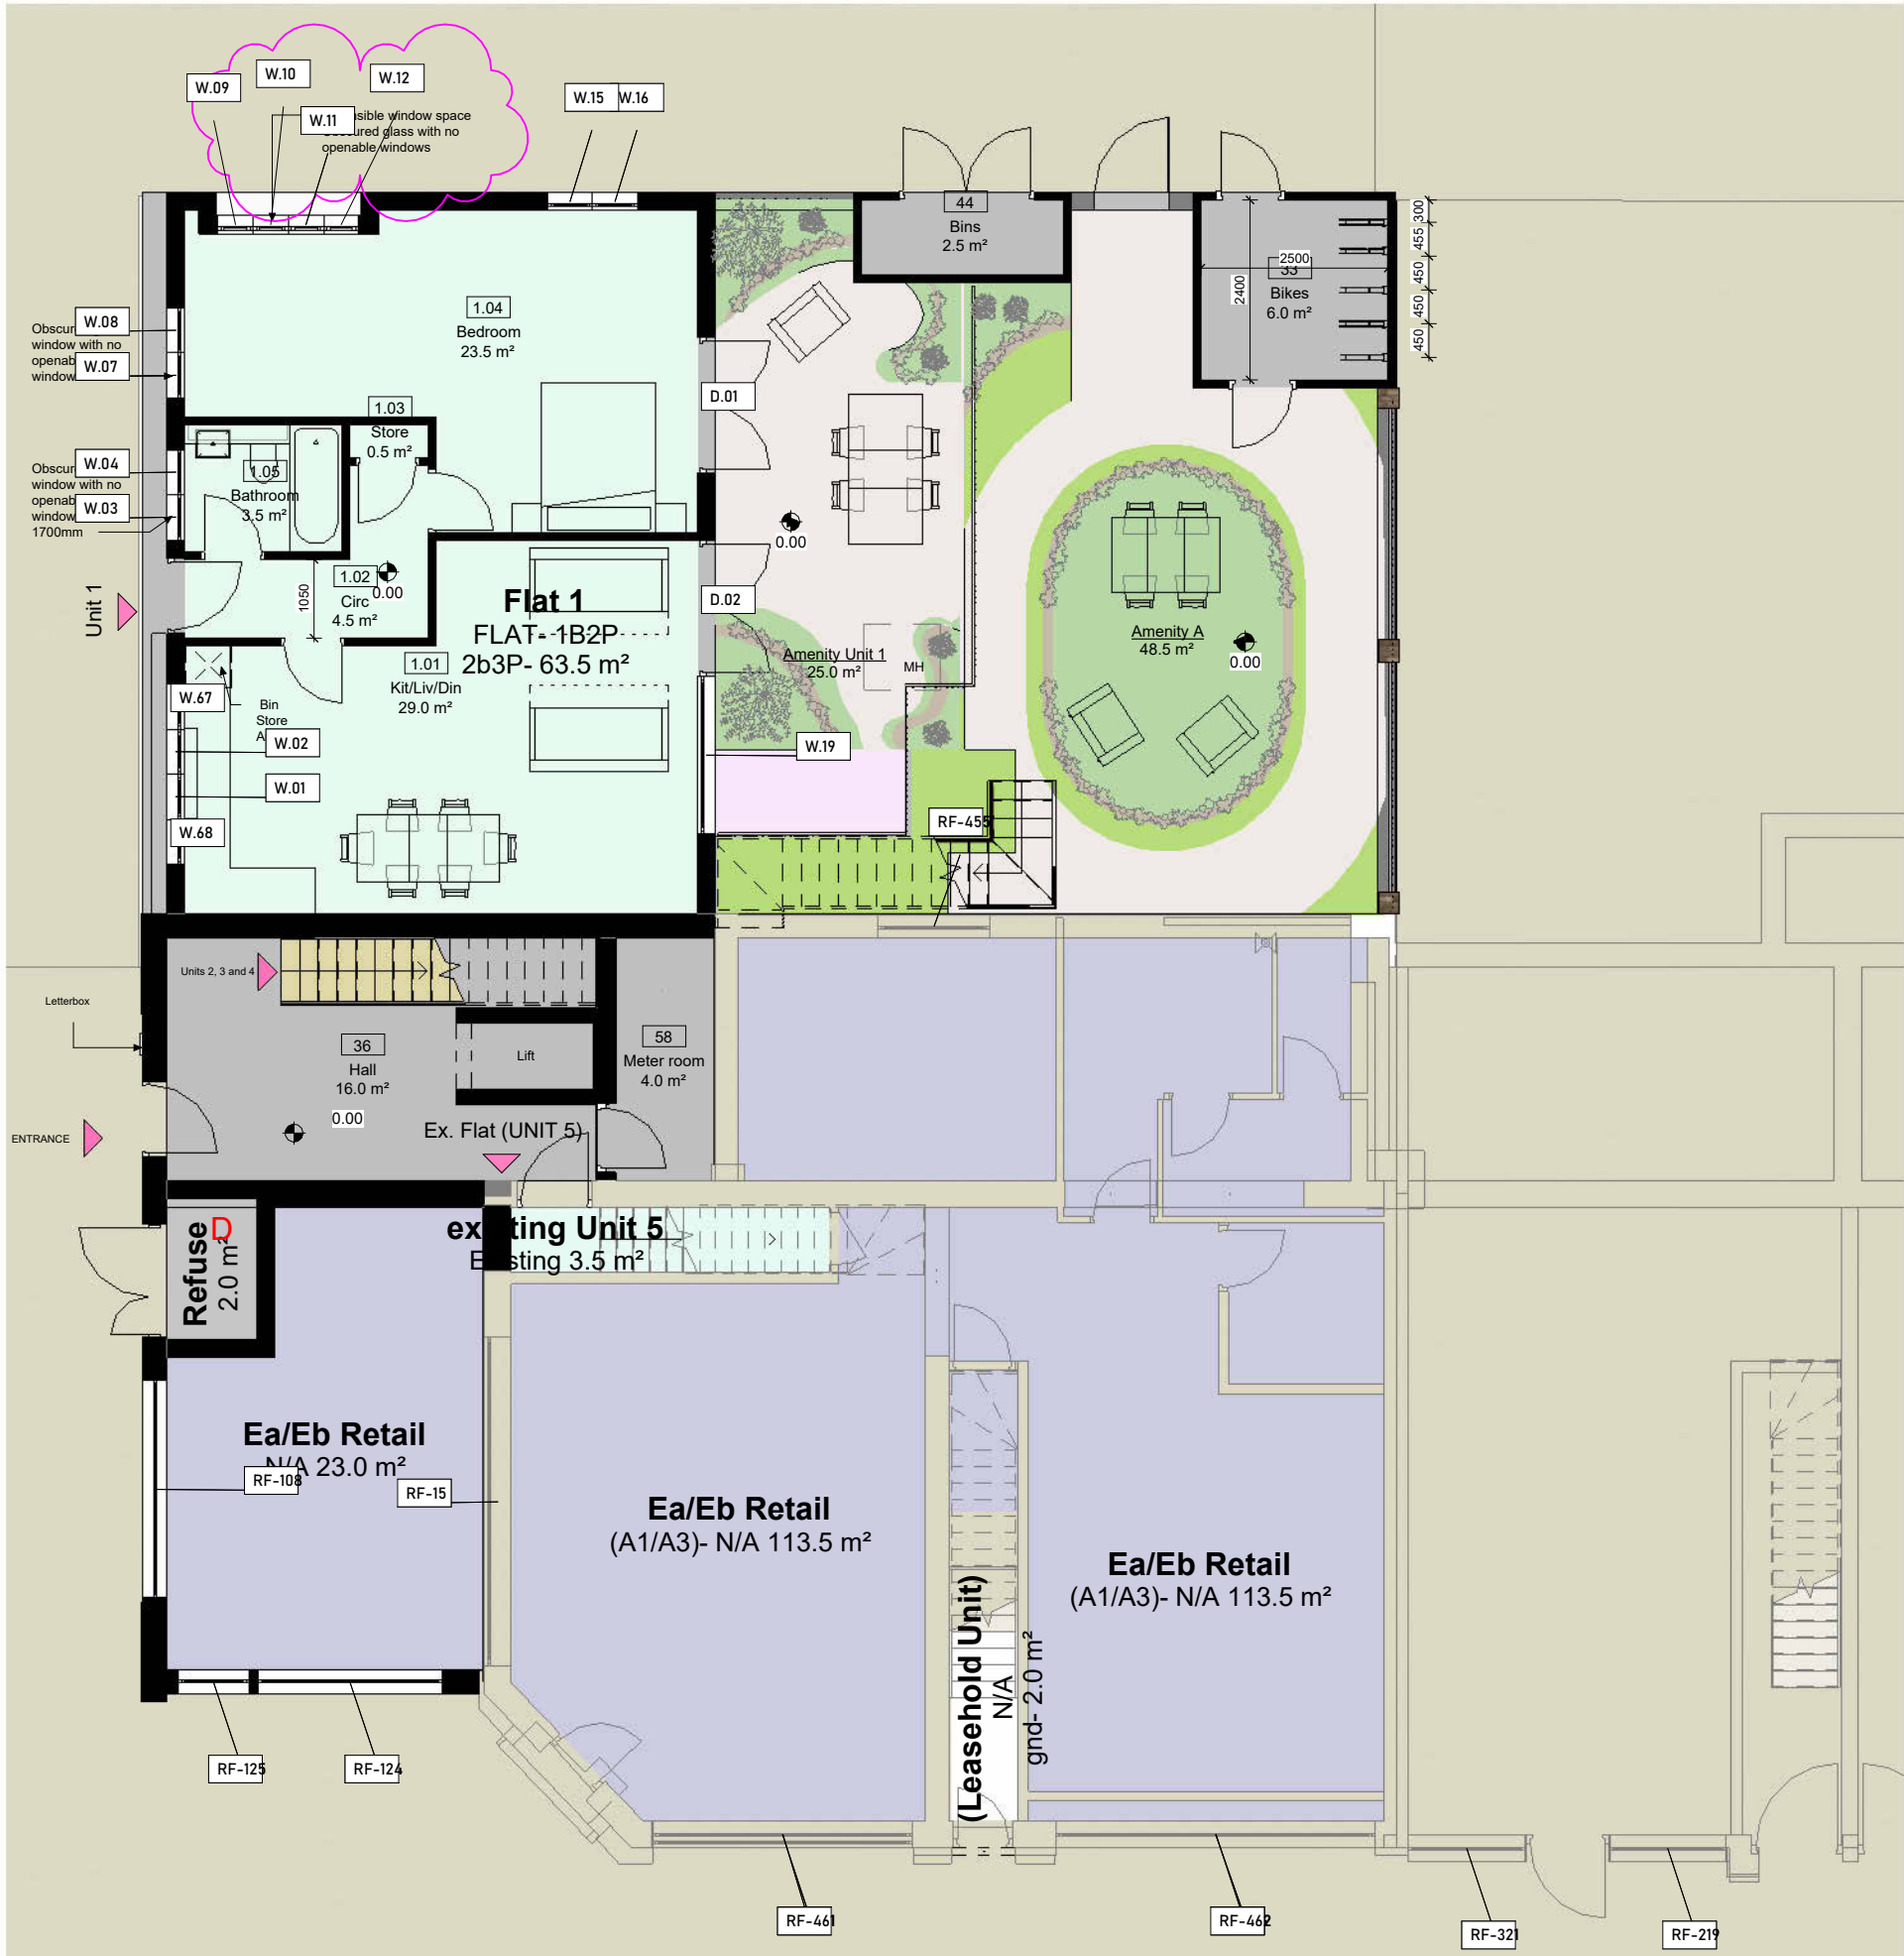 W.09
W.10
W.12
W.11
sible window space
ured glass with no
openable windows
W.15
W.16
44
Bins
2.5 m²
300
455
450
450
450
2500
2400
33
Bikes
6.0 m²
1.04
Bedroom
23.5 m²
Obscur
W.08
window with no
openab
W.07
window
D.01
1.03
Store
0.5 m²
Obscur
W.04
window with no
openab
W.03
window
1700mm
1.05
Bathroom
3.5 m²
0.00
Unit 1
1050
1.02
0.00
Circ
4.5 m²
Flat 1
FLAT- 1B2P
2b3P- 63.5 m²
D.02
1.01
Kit/Liv/Din
29.0 m²
Amenity Unit 1
25.0 m²
MH
Amenity A
48.5 m²
0.00
W.67
Bin
Store
A
W.02
W.01
W.68
W.19
RF-455
Units 2, 3 and 4
Letterbox
36
Hall
16.0 m²
0.00
Lift
58
Meter room
4.0 m²
ENTRANCE
Ex. Flat (UNIT 5)
Refuse
2.0 m²
D
existing Unit 5
Existing 3.5 m²
Ea/Eb Retail
N/A 23.0 m²
RF-108
RF-15
Ea/Eb Retail
(A1/A3)- N/A 113.5 m²
Ea/Eb Retail
(A1/A3)- N/A 113.5 m²
(Leasehold Unit)
N/A
gnd- 2.0 m²
RF-125
RF-124
RF-461
RF-462
RF-321
RF-219